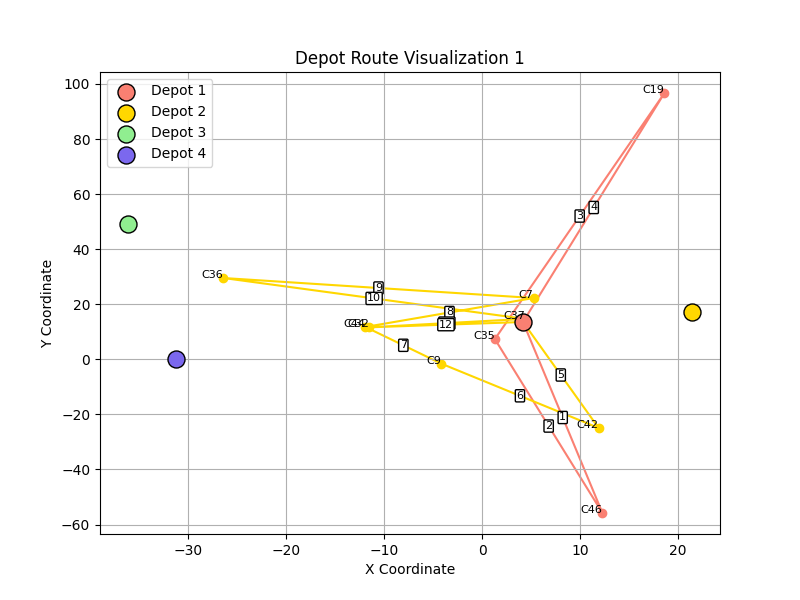 Depot Route Visualization 1
Depot 1
Depot 2
Depot 3
Depot 4
Y Coordinate
100
80
60
40
20
0
−20
−40
−60
C19
4
3
C36
9
10
C7
8
C37
12
C35
7
C9
5
6
1
2
C42
C46
−30
−20
−10
0
10
20
X Coordinate